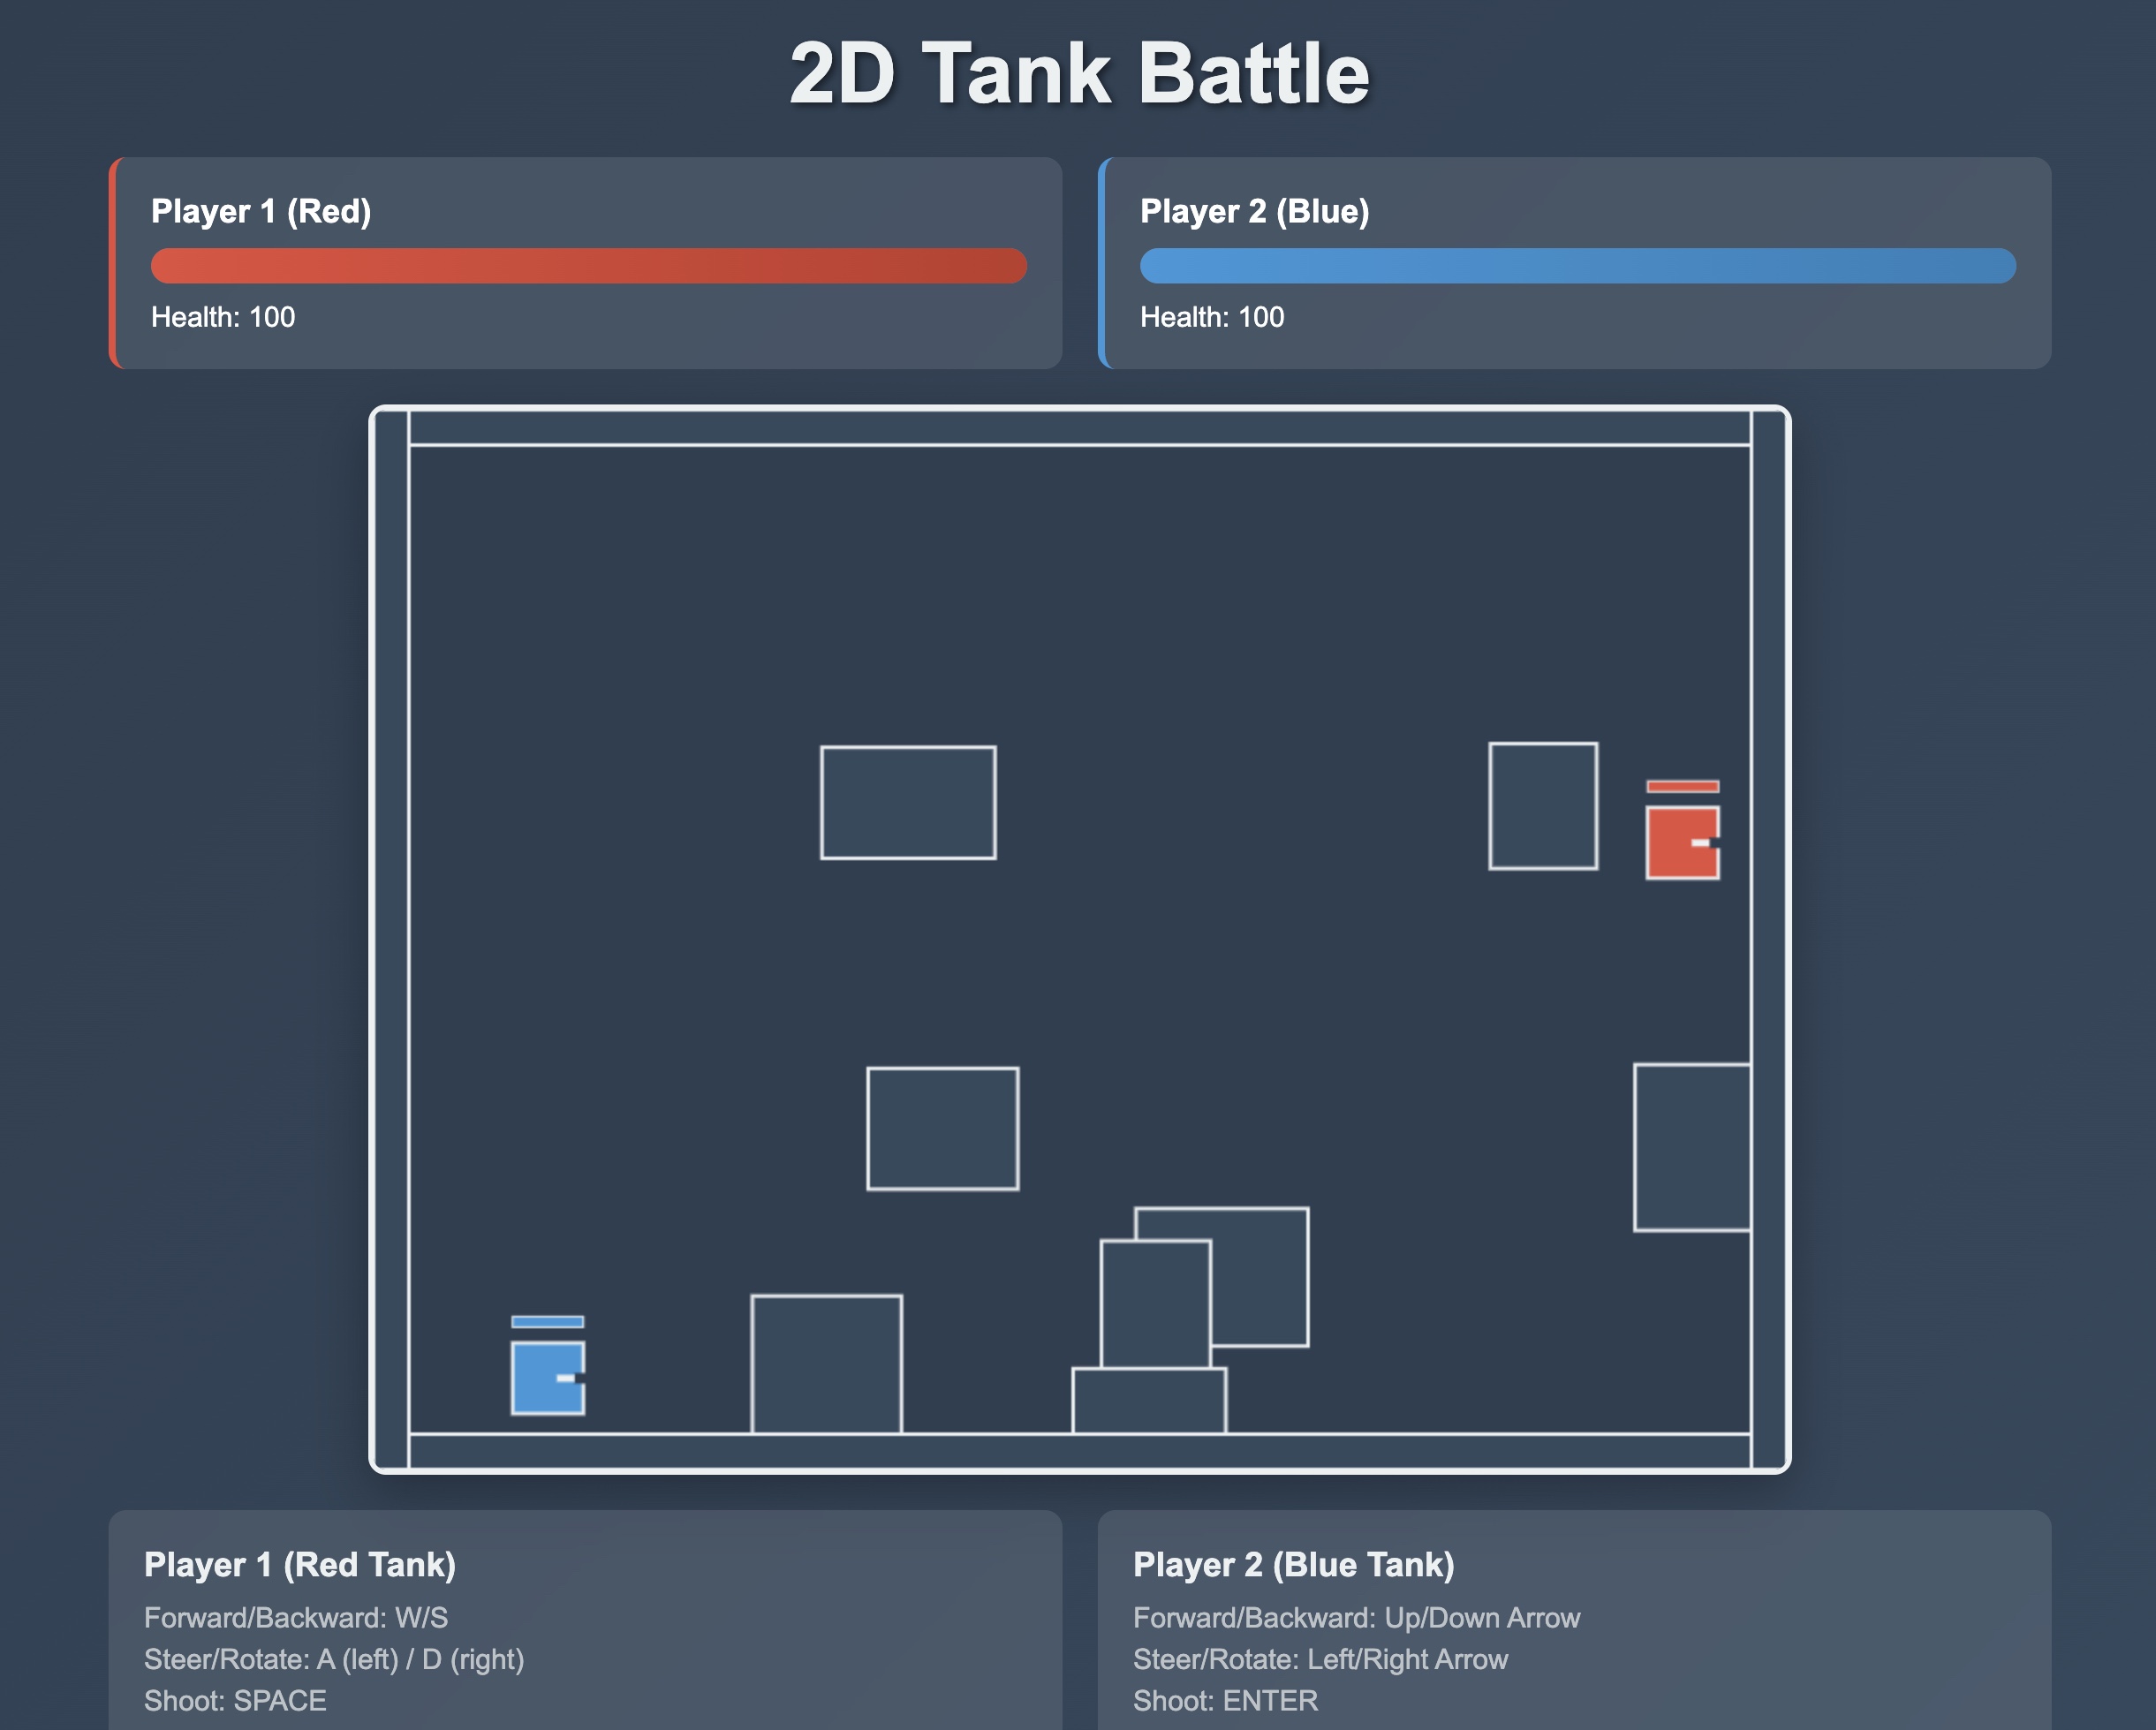 2D Tank Battle
Player 1 (Red)
Health: 100
Player 2 (Blue)
Health: 100
Player 1 (Red Tank)
Forward/Backward: W/S
Steer/Rotate: A (left) / D (right)
Shoot: SPACE
Player 2 (Blue Tank)
Forward/Backward: Up/Down Arrow
Steer/Rotate: Left/Right Arrow
Shoot: ENTER